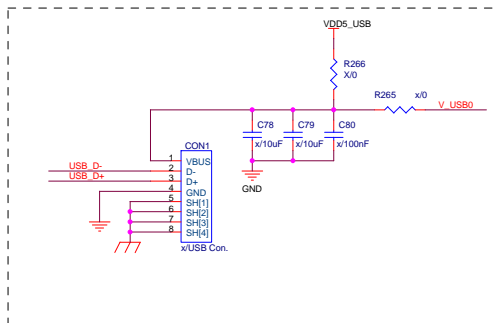 VDD5_USB
R266
X/0
R265 x/0
V_USB0
C78
x/10uF
C79
x/10uF
C80
x/100nF
GND
CON1
USB_D-
USB_D+
1 VBUS
2 D-
3 D+
4 GND
5 SH[1]
6 SH[2]
7 SH[3]
8 SH[4]
x/USB Con.